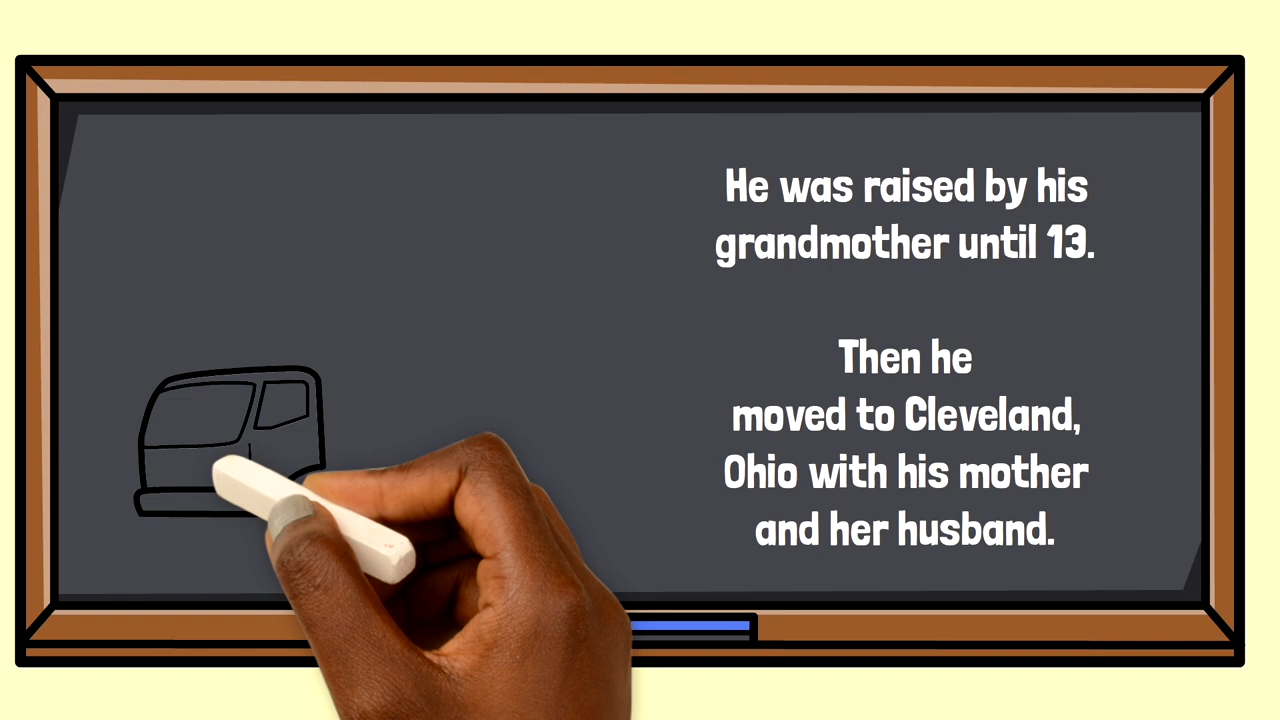 He was raised by his
grandmother until 13.
Then he
moved to Cleveland,
Ohio with his mother
and her husband.